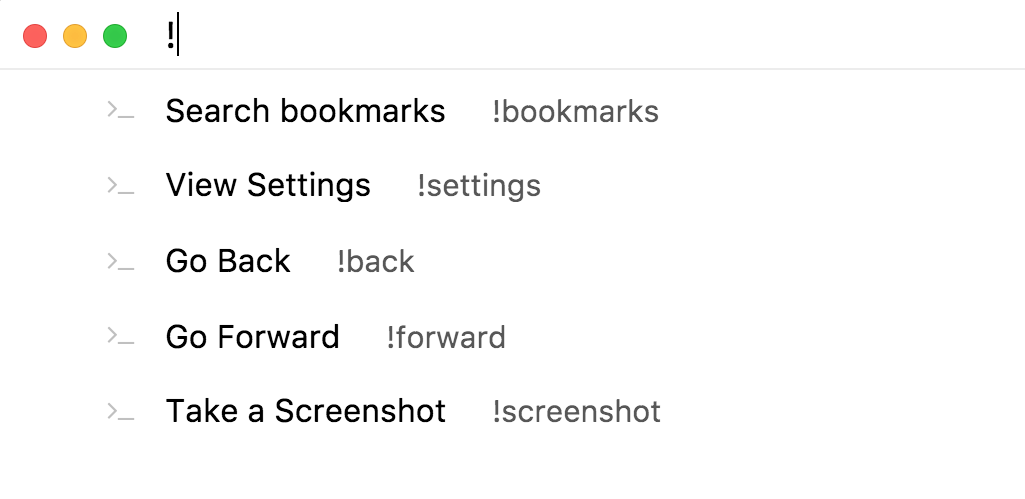 !
Search bookmarks !bookmarks
View Settings !settings
Go Back !back
Go Forward !forward
Take a Screenshot !screenshot